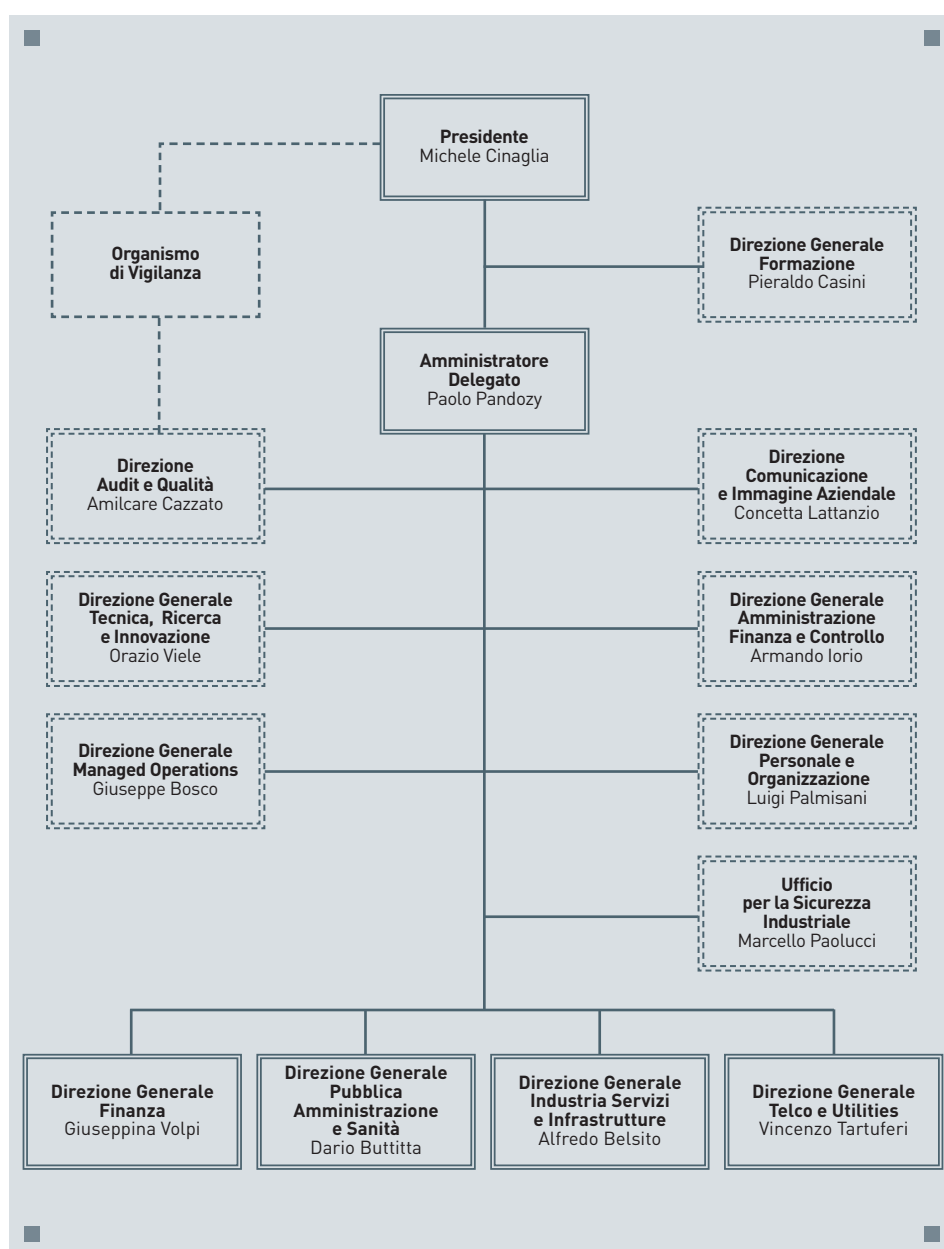 Presidente
Michele Cinaglia
Organismo
di Vigilanza
Direzione Generale
Formazione
Pieraldo Casini
Amministratore
Delegato
Paolo Pandozy
Direzione
Audit e Qualità
Amilcare Cazzato
Direzione
Comunicazione
e Immagine Aziendale
Concetta Lattanzio
Direzione Generale
Tecnica, Ricerca
e Innovazione
Orazio Viele
Direzione Generale
Amministrazione
Finanza e Controllo
Armando Iorio
Direzione Generale
Managed Operations
Giuseppe Bosco
Direzione Generale
Personale e
Organizzazione
Luigi Palmisani
Ufficio
per la Sicurezza
Industriale
Marcello Paolucci
Direzione Generale
Finanza
Giuseppina Volpi
Direzione Generale
Pubblica
Amministrazione
e Sanità
Dario Buttitta
Direzione Generale
Industria Servizi
e Infrastrutture
Alfredo Belsito
Direzione Generale
Telco e Utilities
Vincenzo Tartuferi